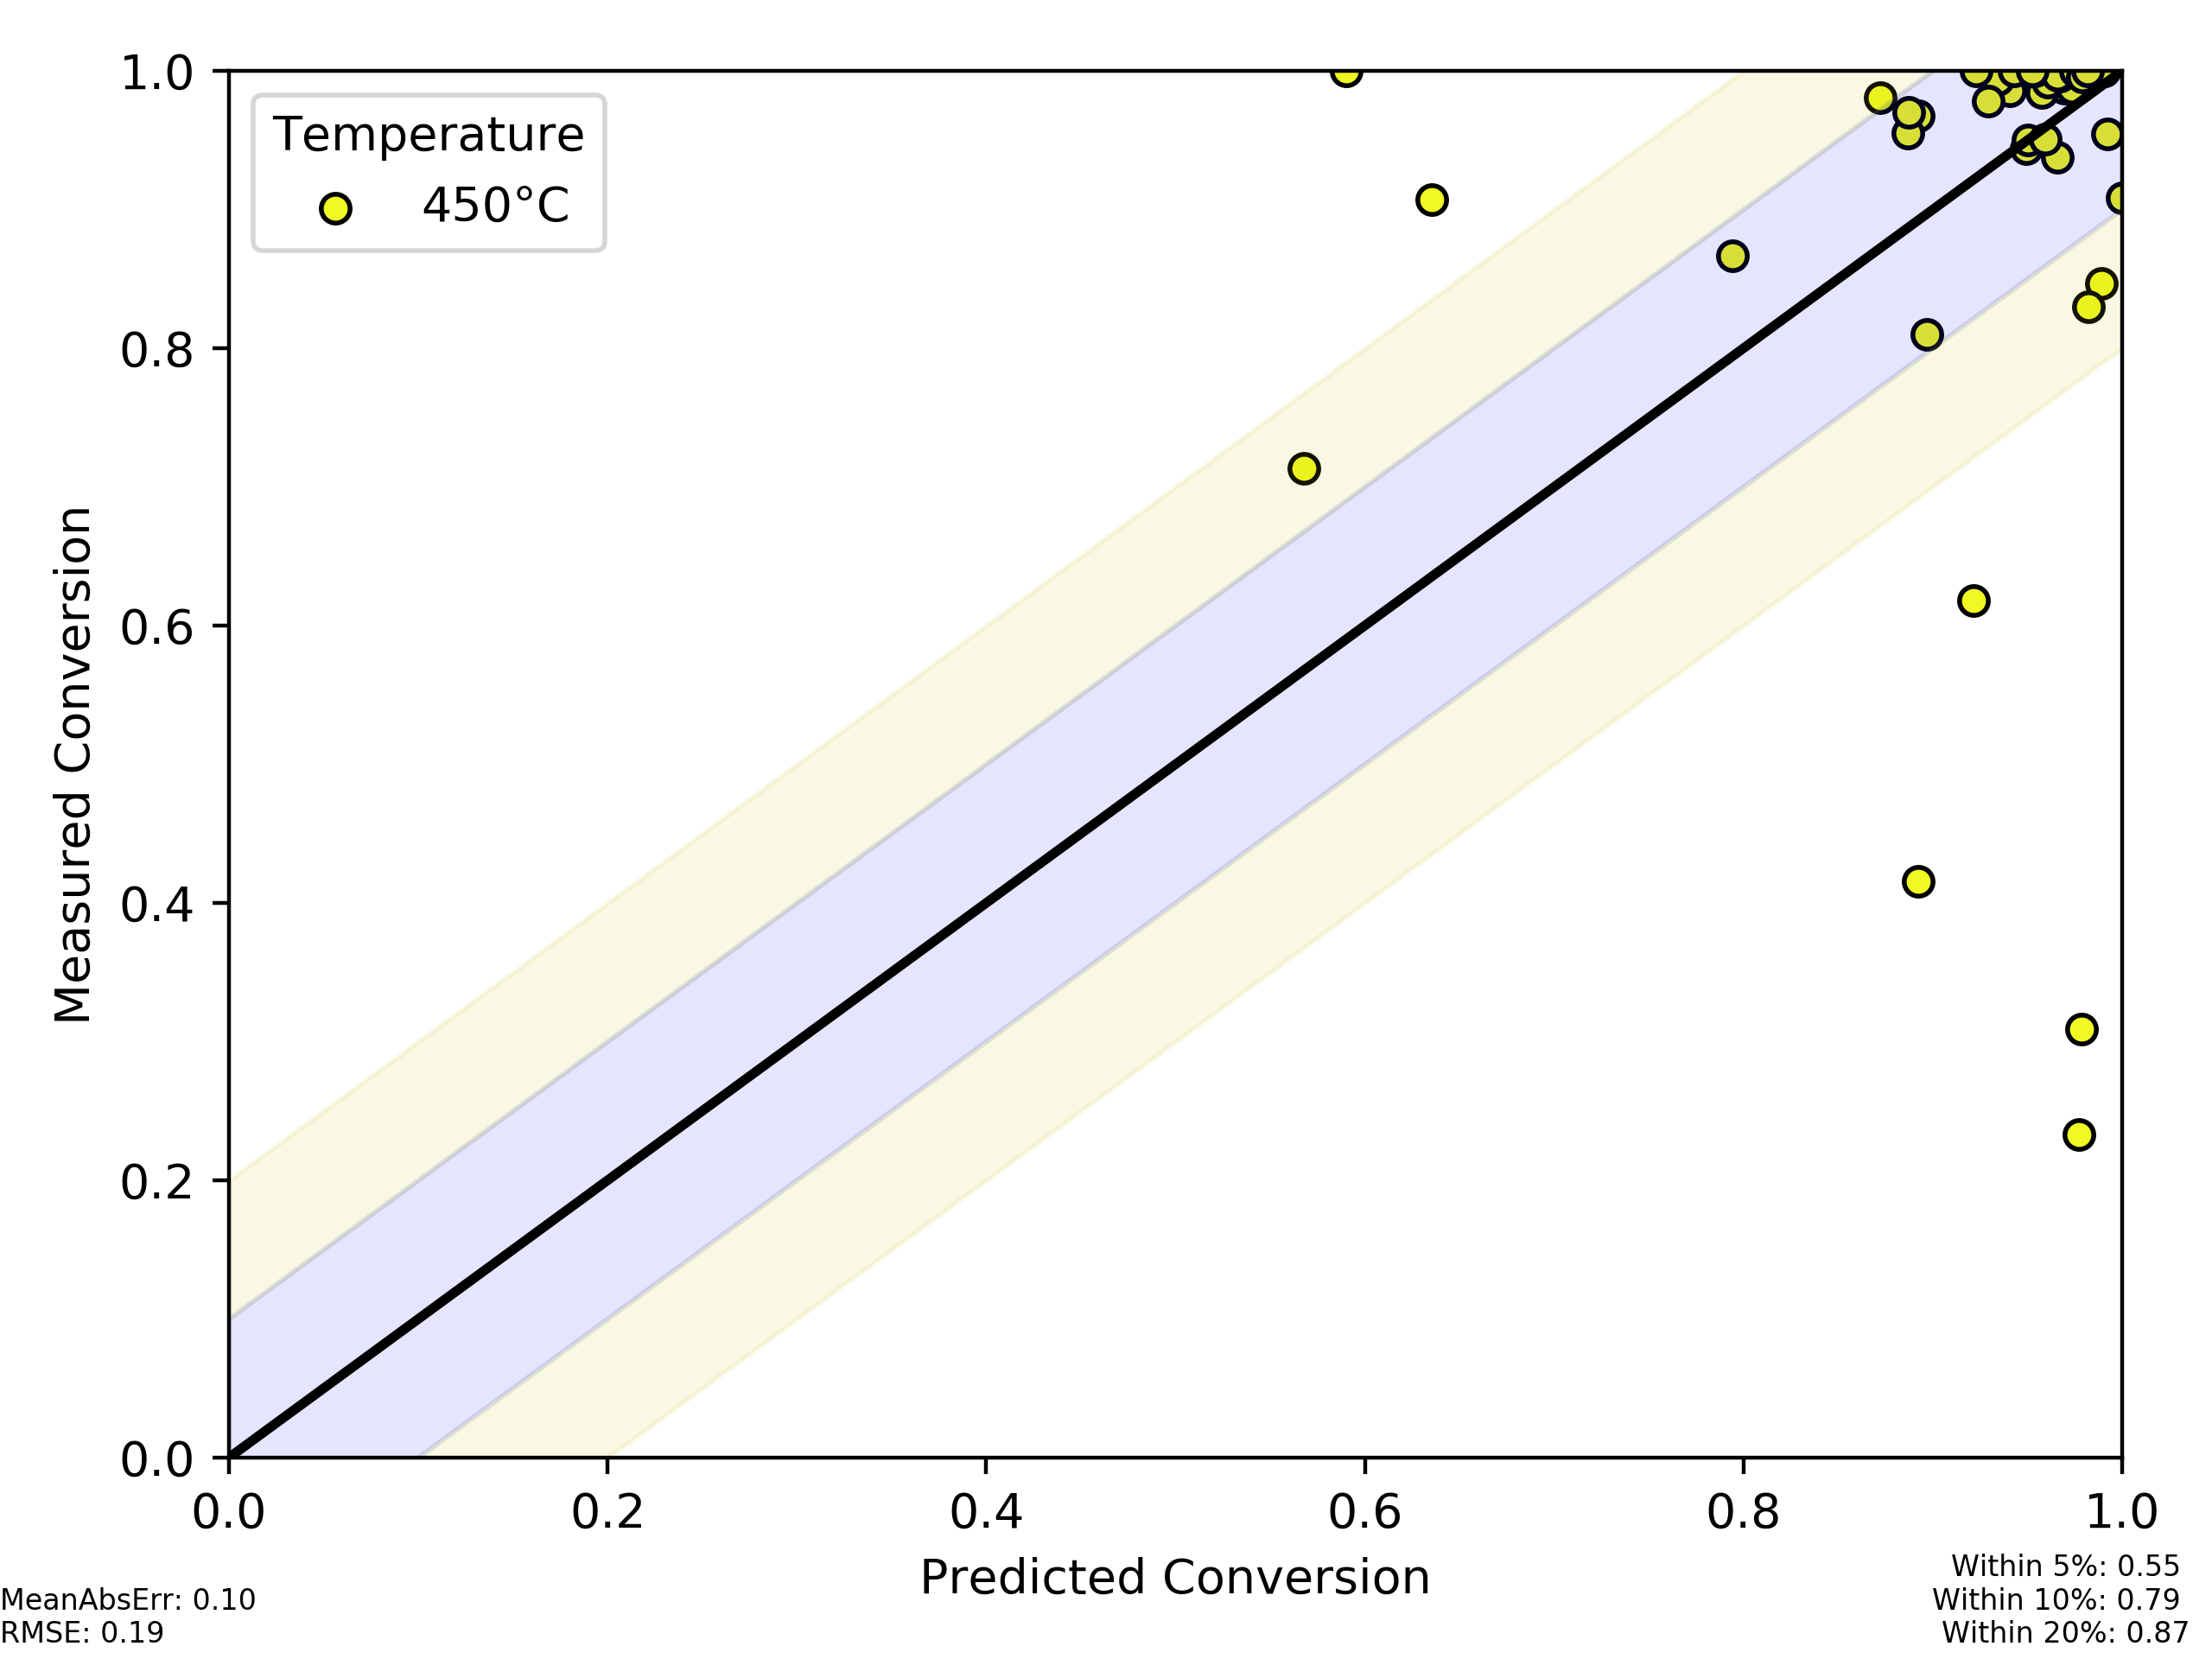 1.0
0.8
0.6
0.4
0.2
0.0
Measured Conversion
Temperature
450°C
0.0 0.2 0.4 0.6 0.8 1.0
Predicted Conversion
MeanAbsErr: 0.10
RMSE: 0.19
Within 5%: 0.55
Within 10%: 0.79
Within 20%: 0.87